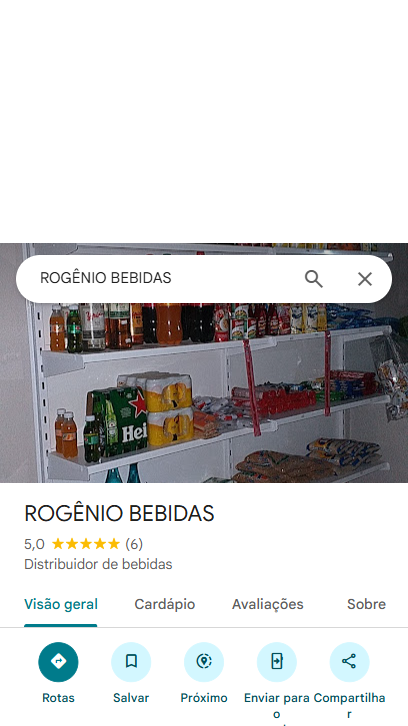 ROGÊNIO BEBIDAS
Hei
ROGÊNIO BEBIDAS
5,0 ★★★★★ (6)
Distribuidor de bebidas
Visão geral Cardápio Avaliações Sobre
Rotas Salvar Próximo Enviar para o Compartilhar